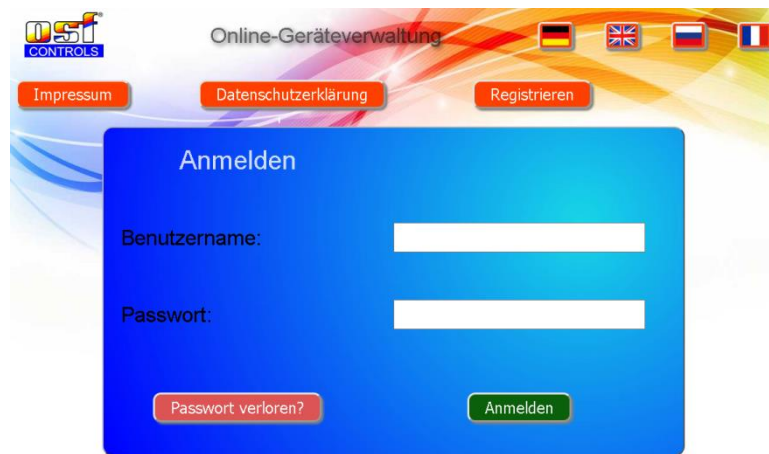 osf®
CONTROLS
Online-Geräteverwaltung
Impressum
Datenschutzerklärung
Registrieren
Anmelden
Benutzername:
Passwort:
Passwort verloren?
Anmelden